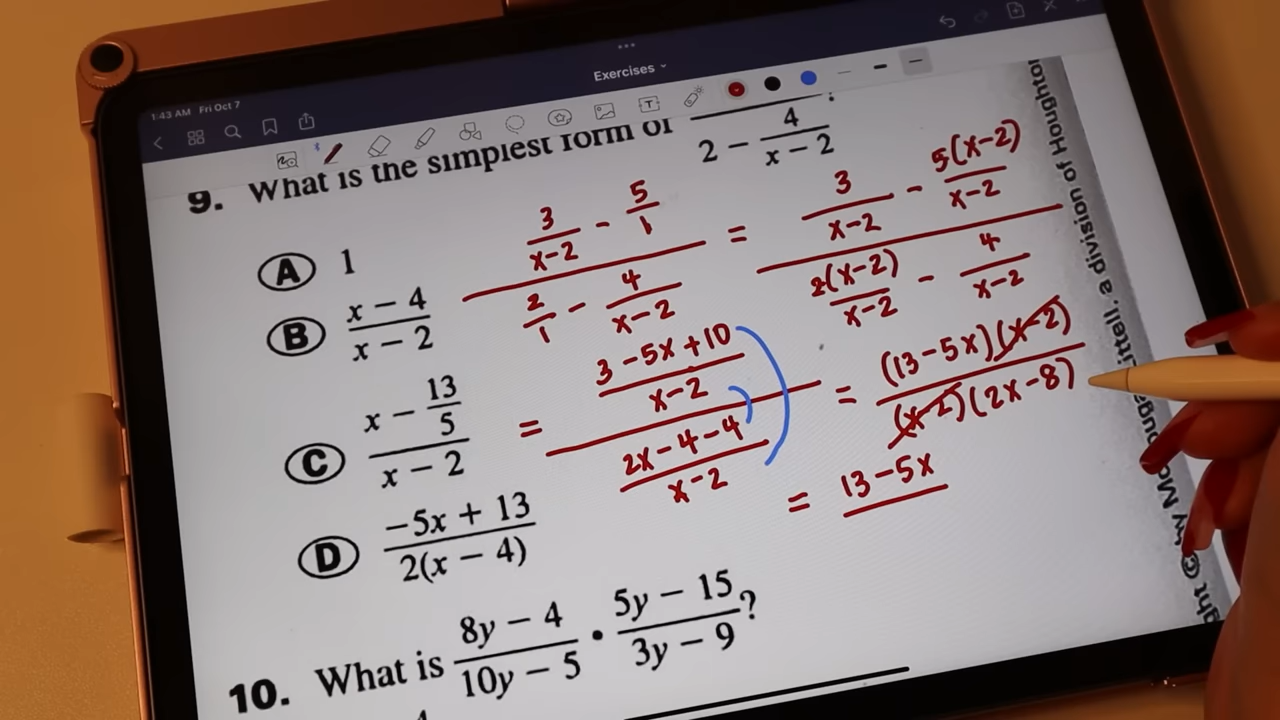 1:43 AM Fri Oct 7
Exercises
9. What is the simplest form of ?
2 − 4/(x − 2)
A 1
B (x − 4)/(x − 2)
C (x − 13/5)/(x − 2)
D (−5x + 13)/(2(x − 4))
(3/(x−2) − 5/1)/(2/1 − 4/(x−2)) = (3/(x−2) − 5(x−2)/(x−2))/(2(x−2)/(x−2) − 4/(x−2))
= ((3−5x+10)/(x−2))/((2x−4−4)/(x−2)) = (13−5x)(x−2)/(x−2)(2x−8)
= 13−5x
10. What is (8y − 4)/(10y − 5) • (5y − 15)/(3y − 9)?
ittell, a division of Houghton